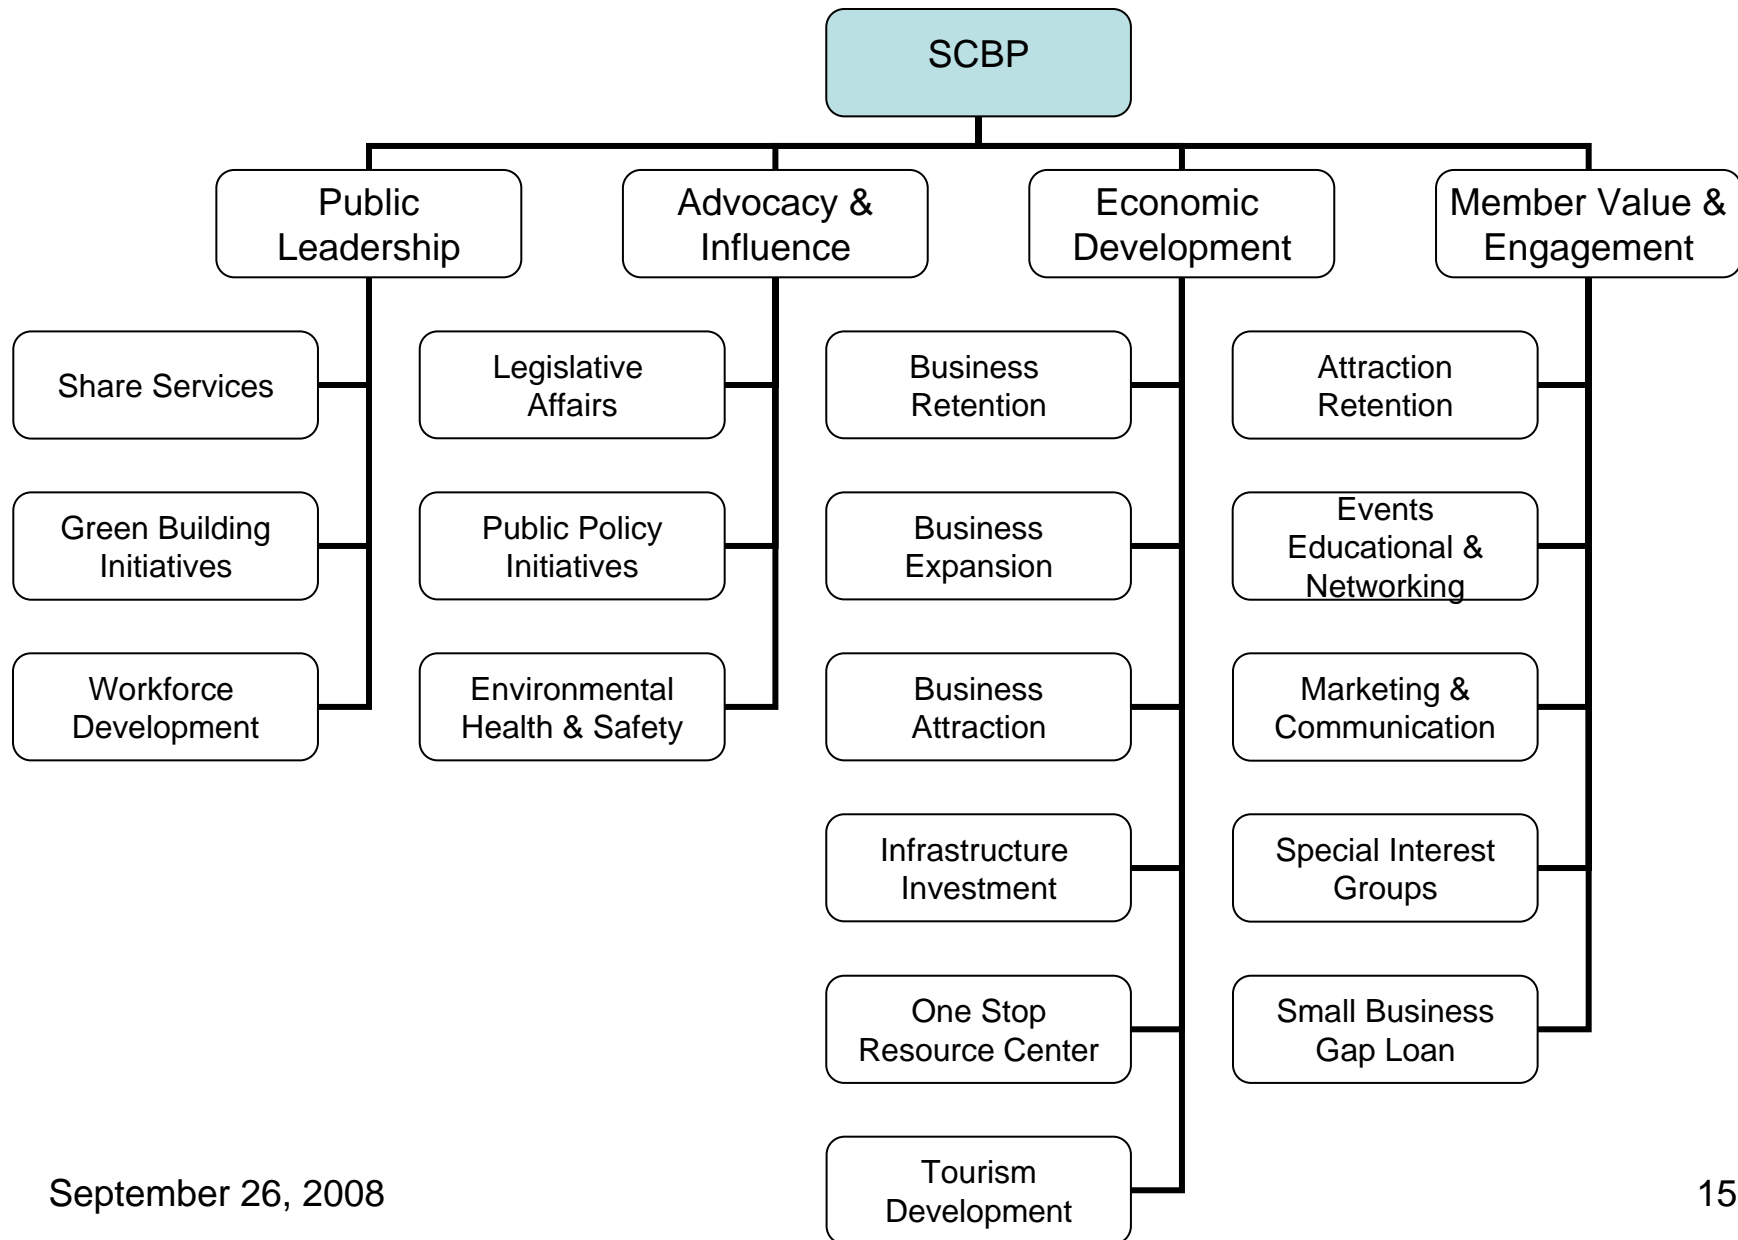 SCBP
Public
Leadership
Advocacy &
Influence
Economic
Development
Member Value &
Engagement
Share Services
Green Building
Initiatives
Workforce
Development
Legislative
Affairs
Public Policy
Initiatives
Environmental
Health & Safety
Business
Retention
Business
Expansion
Business
Attraction
Infrastructure
Investment
One Stop
Resource Center
Tourism
Development
Attraction
Retention
Events
Educational &
Networking
Marketing &
Communication
Special Interest
Groups
Small Business
Gap Loan
September 26, 2008
15